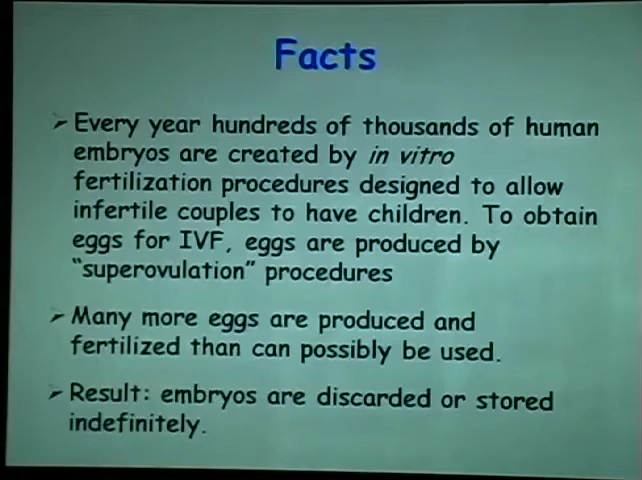 Facts
➢ Every year hundreds of thousands of human
embryos are created by in vitro
fertilization procedures designed to allow
infertile couples to have children. To obtain
eggs for IVF, eggs are produced by
“superovulation” procedures
➢ Many more eggs are produced and
fertilized than can possibly be used.
➢ Result: embryos are discarded or stored
indefinitely.